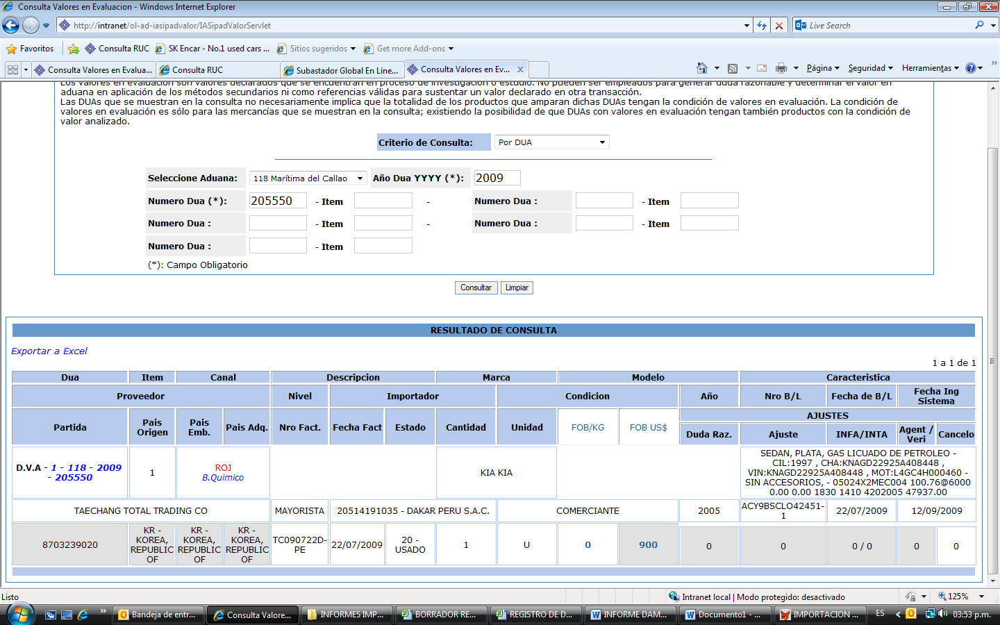 Consulta Valores en Evaluacion - Windows Internet Explorer
http://intranet/ol-ad-iasipadvalor/IASipadValorServlet
Live Search
Favoritos
Consulta RUC
SK Encar - No.1 used cars ...
Sitios sugeridos
Get more Add-ons
Consulta Valores en Evalua...
Consulta RUC
Subastador Global En Líne...
Consulta Valores en Ev...
X
Página
Seguridad
Herramientas
»
Los valores en evaluación son valores declarados que se encuentran en proceso de investigación o estudio. No pueden ser empleados para generar duda razonable y determinar el valor en
aduana en aplicación de los métodos secundarios ni como referencias válidas para sustentar un valor declarado en otra transacción.
Las DUAs que se muestran en la consulta no necesariamente implica que la totalidad de los productos que amparan dichas DUAs tengan la condición de valores en evaluación. La condición de
valores en evaluación es sólo para las mercancías que se muestran en la consulta; existiendo la posibilidad de que DUAs con valores en evaluación tengan también productos con la condición de
valor analizado.
Criterio de Consulta: Por DUA
Seleccione Aduana: 118 Marítima del Callao Año Dua YYYY (*): 2009
Numero Dua (*): 205550 - Item - Numero Dua : - Item
Numero Dua : - Item - Numero Dua : - Item
Numero Dua : - Item
(*): Campo Obligatorio
Consultar Limpiar
RESULTADO DE CONSULTA
Exportar a Excel
1 a 1 de 1
Dua Item Canal Descripcion Marca Modelo Caracteristica
Proveedor Nivel Importador Condicion Año Nro B/L Fecha de B/L Fecha Ing
Sistema
Partida Pais
Origen Pais
Emb. Pais Adq. Nro Fact. Fecha Fact Estado Cantidad Unidad FOB/KG FOB US$
AJUSTES
Duda Raz. Ajuste INFA/INTA Agent /
Veri Cancelo
D.V.A - 1 - 118 - 2009
- 205550
1
ROJ
B.Quimico
KIA KIA
SEDAN, PLATA, GAS LICUADO DE PETROLEO -
CIL:1997 , CHA:KNAGD22925A408448 ,
VIN:KNAGD22925A408448 , MOT:L4GC4H000460 -
SIN ACCESORIOS, - 05024X2MEC004 100.76@6000
0.00 0.00 1830 1410 4202005 47937.00
TAECHANG TOTAL TRADING CO MAYORISTA 20514191035 - DAKAR PERU S.A.C. COMERCIANTE 2005 ACY9BSCLO42451-
1 22/07/2009 12/09/2009
8703239020
KR -
KOREA,
REPUBLIC
OF
KR -
KOREA,
REPUBLIC
OF
KR -
KOREA,
REPUBLIC
OF
TC090722D-
PE
22/07/2009
20 -
USADO
1 U 0 900 0 0 0 / 0 0 0
Listo
Intranet local | Modo protegido: desactivado
125%
»
Bandeja de entr...
Consulta Valore...
INFORMES IMP...
BORRADOR RE...
REGISTRO DE D...
INFORME DAM...
Documento1 - ...
IMPORTACION ...
ES
03:53 p.m.